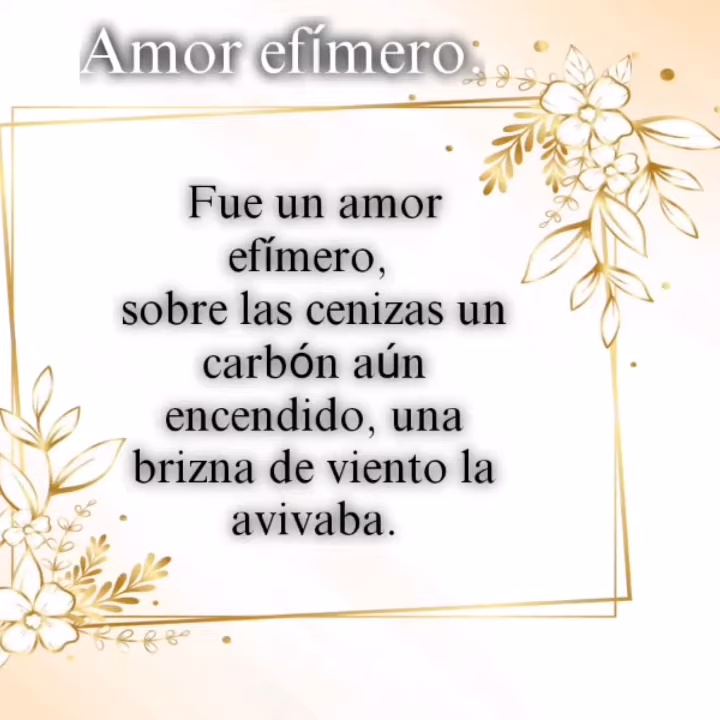 Amor efímero.
Fue un amor
efímero,
sobre las cenizas un
carbón aún
encendido, una
brizna de viento la
avivaba.